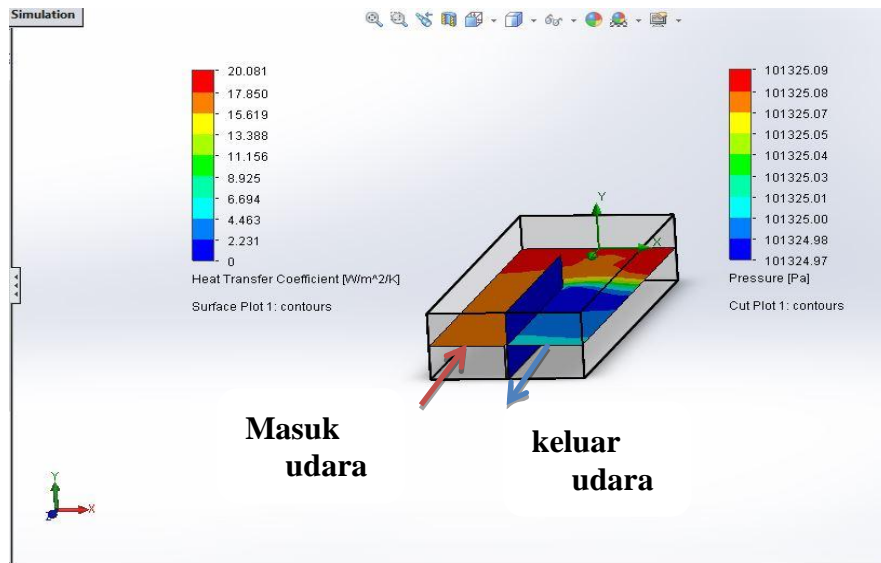 Simulation
20.081
17.850
15.619
13.388
11.156
8.925
6.694
4.463
2.231
0
Heat Transfer Coefficient [W/m^2/K]
Surface Plot 1: contours
101325.09
101325.08
101325.07
101325.05
101325.04
101325.03
101325.01
101325.00
101324.98
101324.97
Pressure [Pa]
Cut Plot 1: contours
Y
X
Masuk
udara
keluar
udara
Y
X
Z